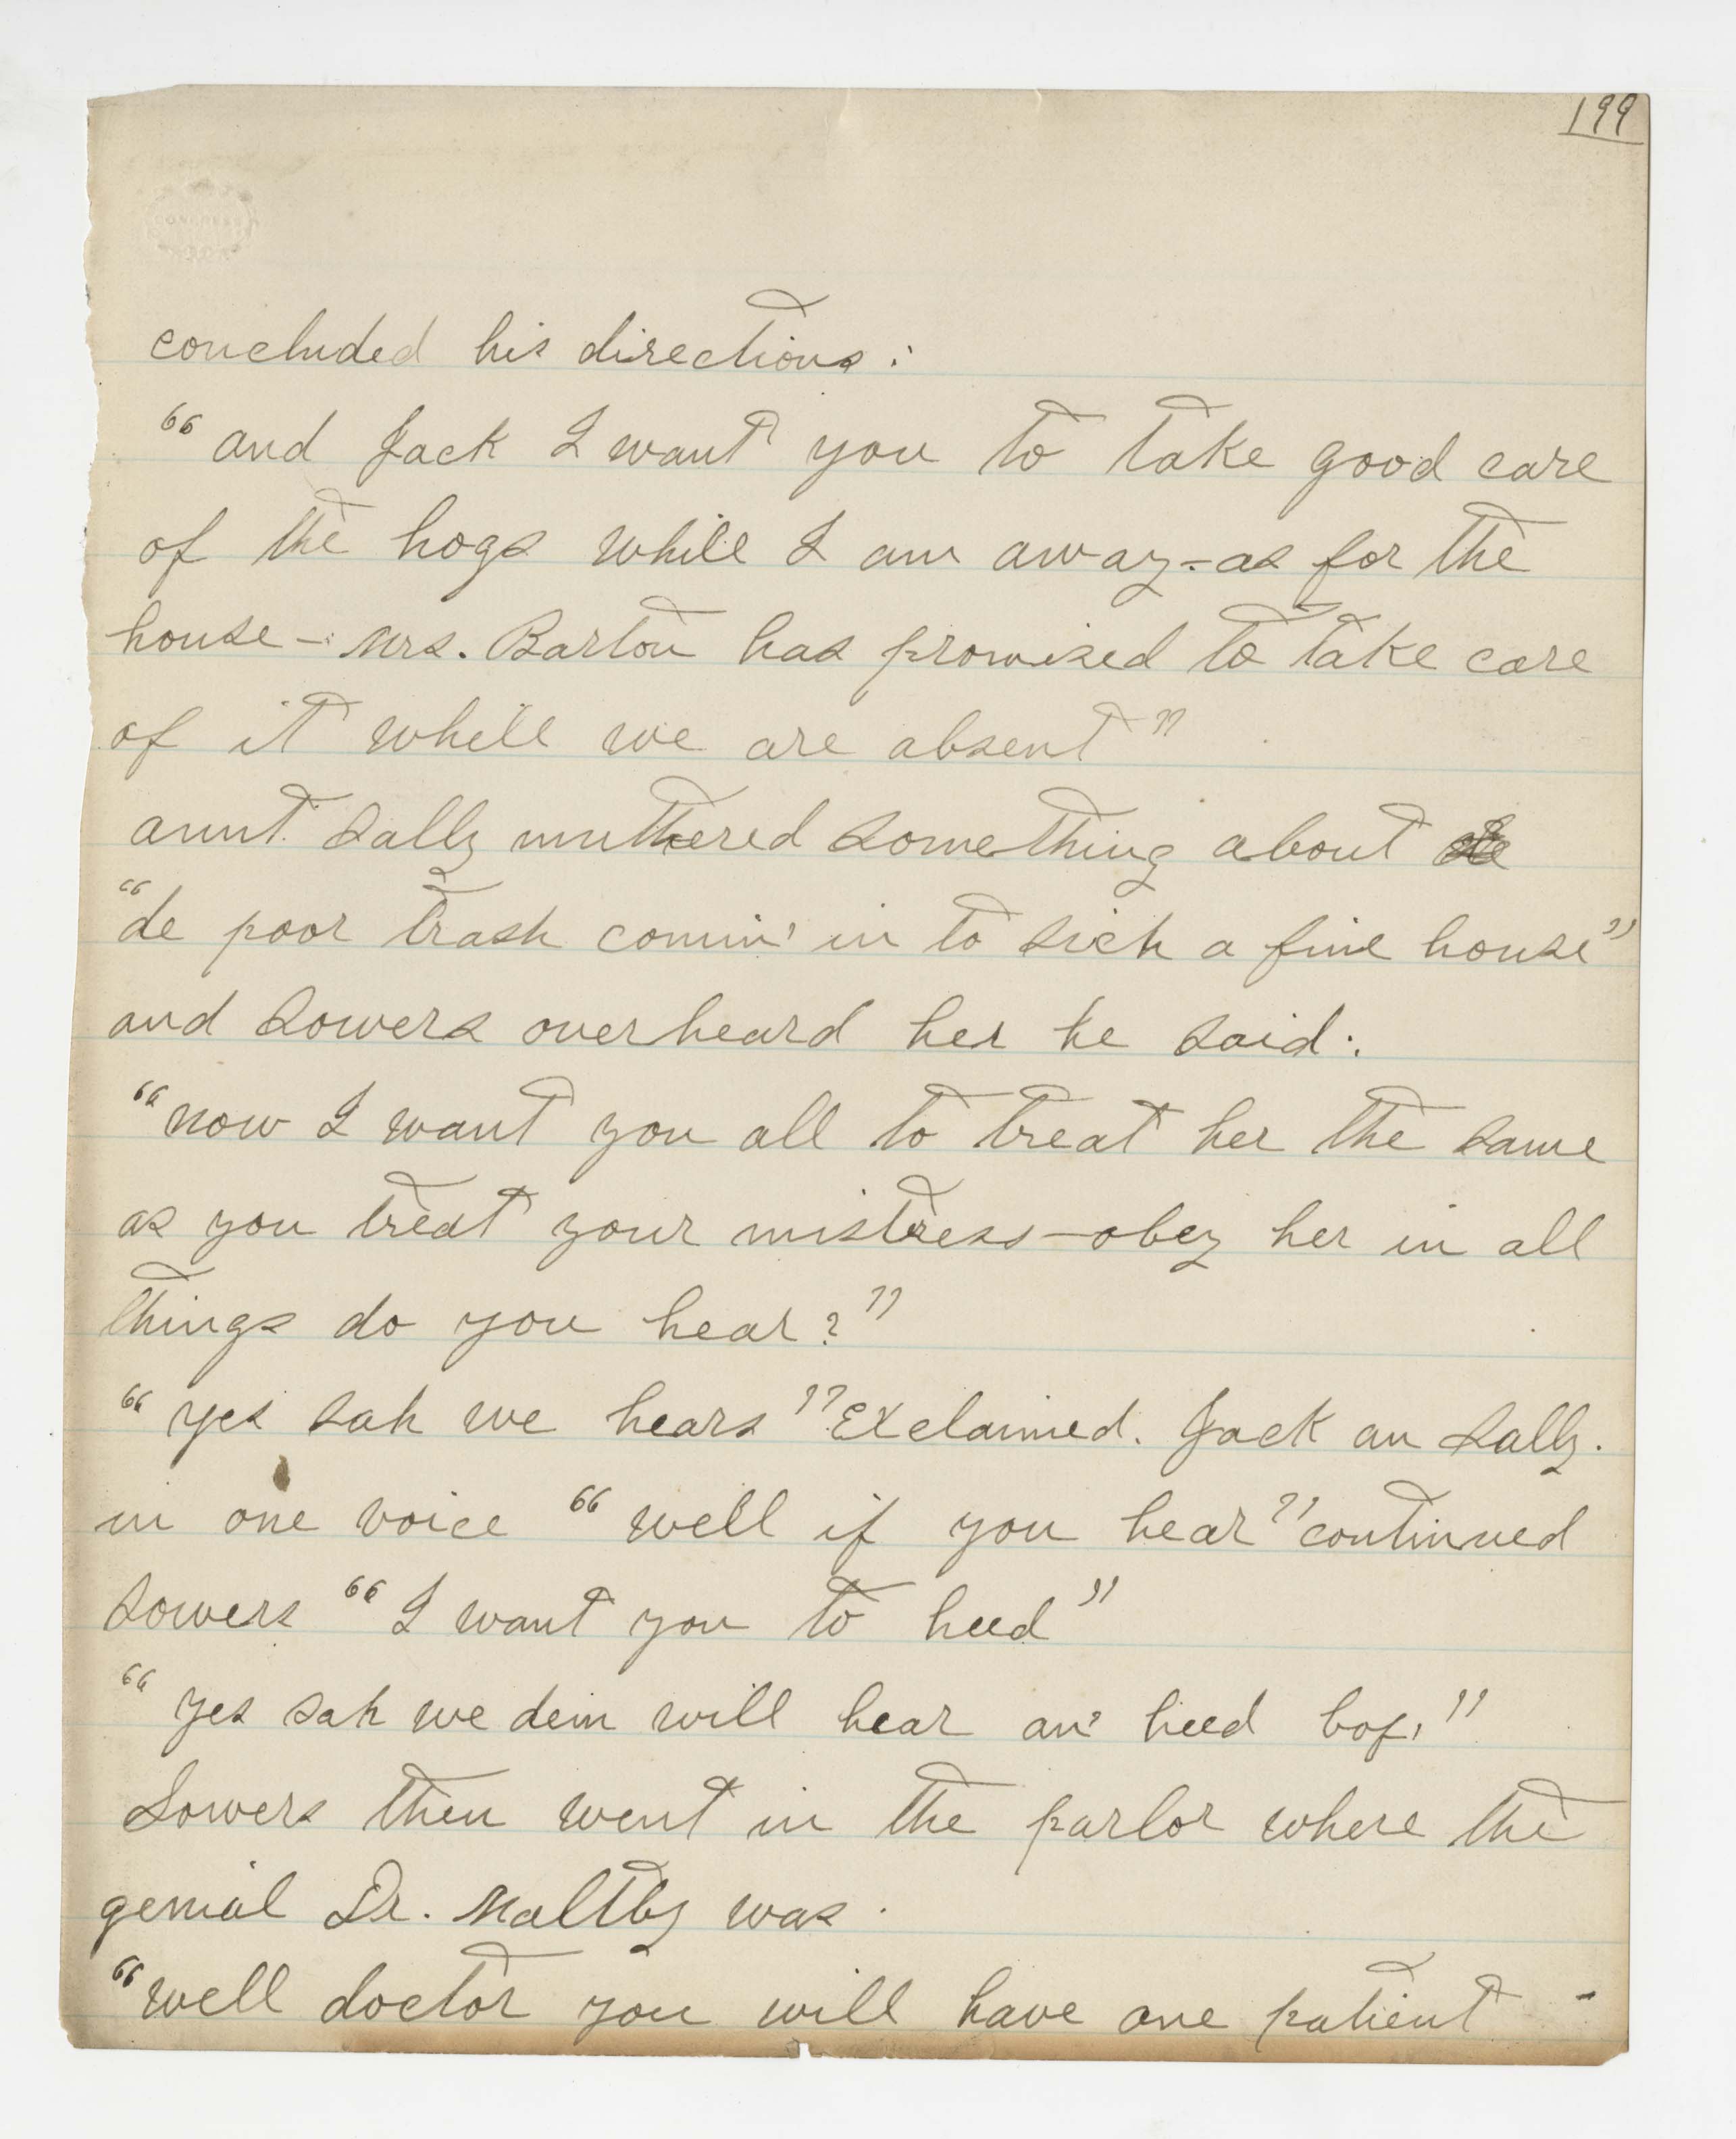 199
concluded his directions:
“and Jack I want you to take good care
of the hogs while I am away - as for the
house - Mrs. Barton has promised to take care
of it while we are absent”
aunt Sally muttered something about
“de poor trash comin' in to sich a fine house”
and Sowers overheard her he said:
“now I want you all to treat her the same
as you treat your mistress - obey her in all
things do you hear?”
“yes sah we hears” Exclaimed. Jack an Sally.
in one voice “well if you hear” continued
Sowers “I want you to heed”
“yes sah we dem will hear an' heed bof,”
Sowers then went in the parlor where the
genial Dr. Maltby was.
“well doctor you will have one patient -